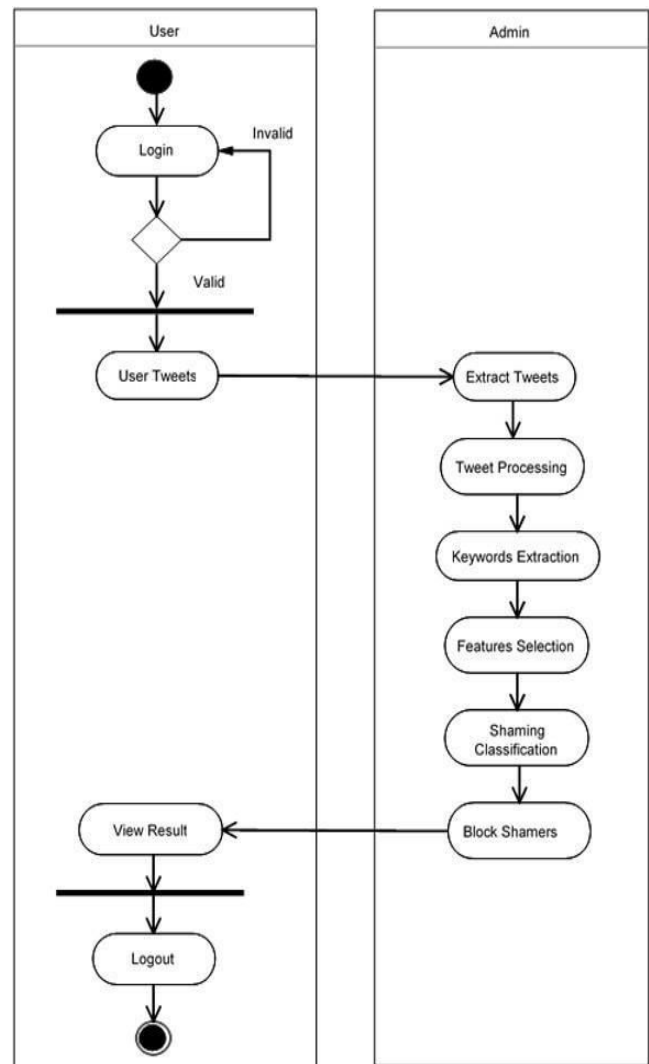 User
Admin
Login
Invalid
Valid
User Tweets
Extract Tweets
Tweet Processing
Keywords Extraction
Features Selection
Shaming
Classification
Block Shamers
View Result
Logout